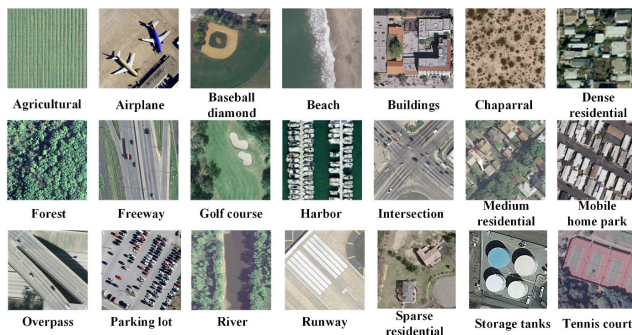 Agricultural
Airplane
Baseball
diamond
Beach
Buildings
Chaparral
Dense
residential
Forest
Freeway
Golf course
Harbor
Intersection
Medium
residential
Mobile
home park
Overpass
Parking lot
River
Runway
Sparse
residential
Storage tanks
Tennis court